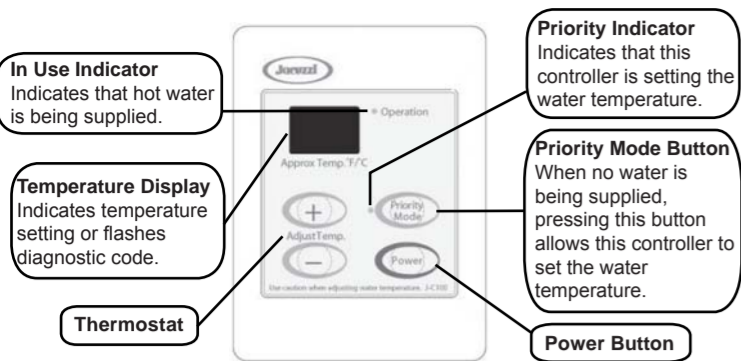 In Use Indicator
Indicates that hot water
is being supplied.
Temperature Display
Indicates temperature
setting or flashes
diagnostic code.
Thermostat
Jacuzzi
Operation
Approx Temp.°F/°C
Priority
Mode
+
AdjustTemp.
−
Power
Use caution when adjusting water temperature. J-C100
Priority Indicator
Indicates that this
controller is setting the
water temperature.
Priority Mode Button
When no water is
being supplied,
pressing this button
allows this controller to
set the water
temperature.
Power Button